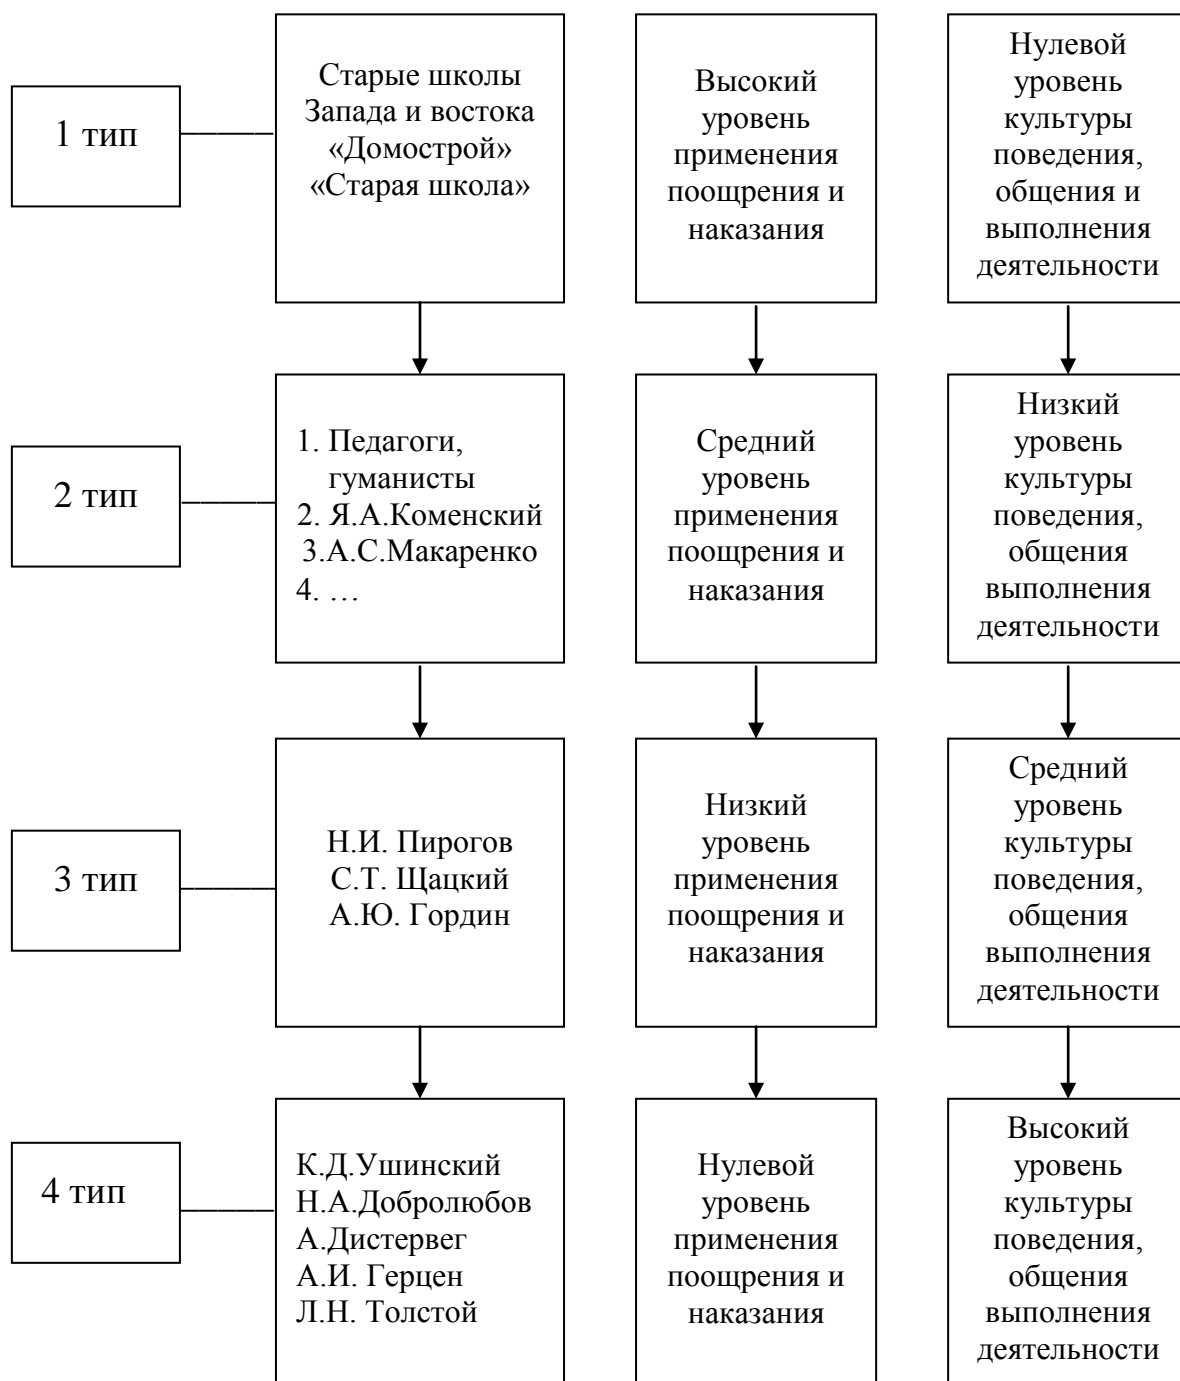 1 тип
Старые школы
Запада и востока
«Домострой»
«Старая школа»
Высокий
уровень
применения
поощрения и
наказания
Нулевой
уровень
культуры
поведения,
общения и
выполнения
деятельности
2 тип
1. Педагоги,
гуманисты
2. Я.А.Коменский
3.А.С.Макаренко
4. …
Средний
уровень
применения
поощрения и
наказания
Низкий
уровень
культуры
поведения,
общения
выполнения
деятельности
3 тип
Н.И. Пирогов
С.Т. Щацкий
А.Ю. Гордин
Низкий
уровень
применения
поощрения и
наказания
Средний
уровень
культуры
поведения,
общения
выполнения
деятельности
4 тип
К.Д.Ушинский
Н.А.Добролюбов
А.Дистервег
А.И. Герцен
Л.Н. Толстой
Нулевой
уровень
применения
поощрения и
наказания
Высокий
уровень
культуры
поведения,
общения
выполнения
деятельности